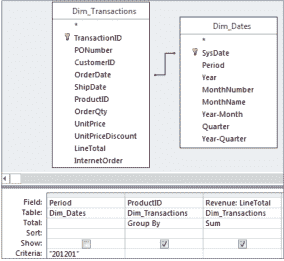 Dim_Transactions
*
TransactionID
PONumber
CustomerID
OrderDate
ShipDate
ProductID
OrderQty
UnitPrice
UnitPriceDiscount
LineTotal
InternetOrder
Dim_Dates
*
SysDate
Period
Year
MonthNumber
MonthName
Year-Month
Quarter
Year-Quarter
Field: Period ProductID Revenue: LineTotal
Table: Dim_Dates Dim_Transactions Dim_Transactions
Total: Group By Sum
Sort:
Show:
Criteria: "201201"